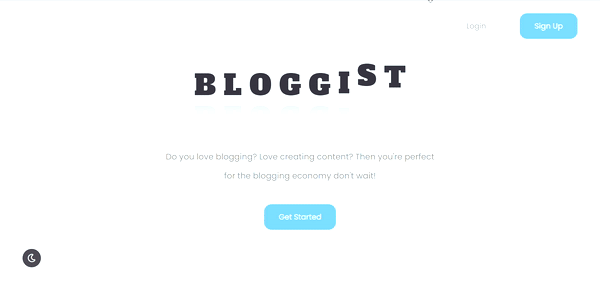 Login
Sign Up
BLOGGIST
Do you love blogging? Love creating content? Then you're perfect
for the blogging economy don't wait!
Get Started